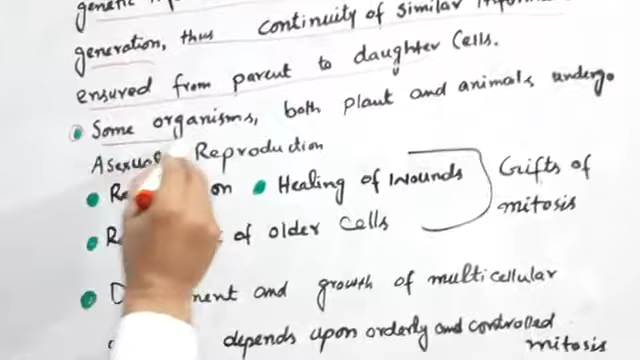 genetic
generation, thus continuity of similar
ensured from parent to daughter Cells.
Some organisms, both plant and animals undergo
Asexual Reproduction
Healing of Wounds
Gifts of
mitosis
of older Cells
and growth of multicellular
depends upon orderly and controlled
mitosis